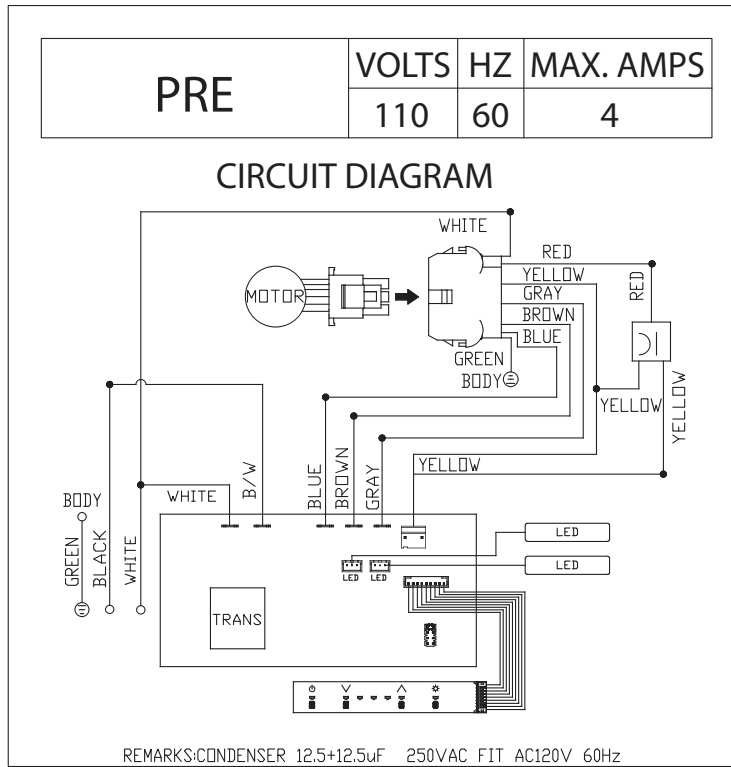 PRE
VOLTS HZ MAX. AMPS
110 60 4
CIRCUIT DIAGRAM
WHITE
RED
YELLOW
GRAY
BROWN
BLUE
RED
MOTOR
GREEN
BODY
YELLOW
YELLOW
YELLOW
BLUE
BROWN
GRAY
B/W
WHITE
BODY
GREEN
BLACK
WHITE
LED
LED
LED
LED
TRANS
REMARKS:CONDENSER 12.5+12.5uF 250VAC FIT AC120V 60Hz